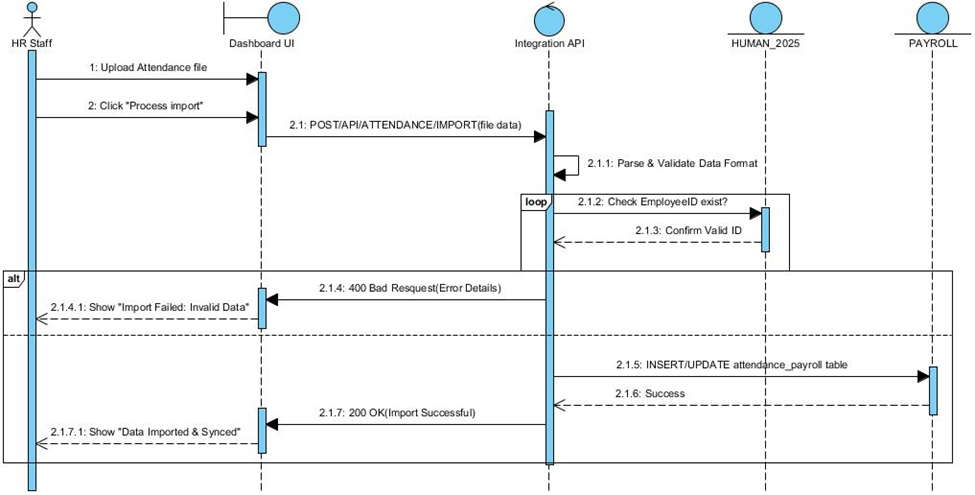 HR Staff
Dashboard UI
Integration API
HUMAN_2025
PAYROLL
1: Upload Attendance file
2: Click "Process import"
2.1: POST/API/ATTENDANCE/IMPORT(file data)
2.1.1: Parse & Validate Data Format
loop
2.1.2: Check EmployeeID exist?
2.1.3: Confirm Valid ID
alt
2.1.4: 400 Bad Resquest(Error Details)
2.1.4.1: Show "Import Failed: Invalid Data"
2.1.5: INSERT/UPDATE attendance_payroll table
2.1.6: Success
2.1.7: 200 OK(Import Successful)
2.1.7.1: Show "Data Imported & Synced"